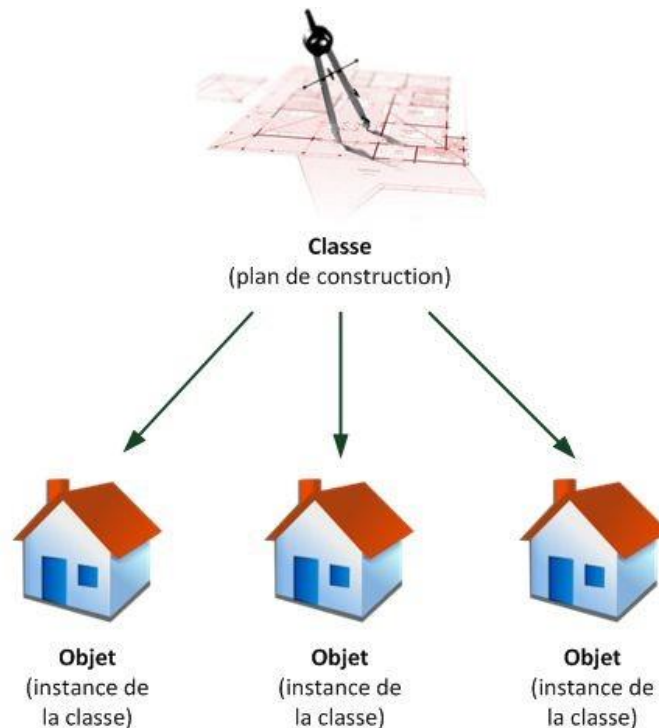 Classe
(plan de construction)
Objet
(instance de
la classe)
Objet
(instance de
la classe)
Objet
(instance de
la classe)